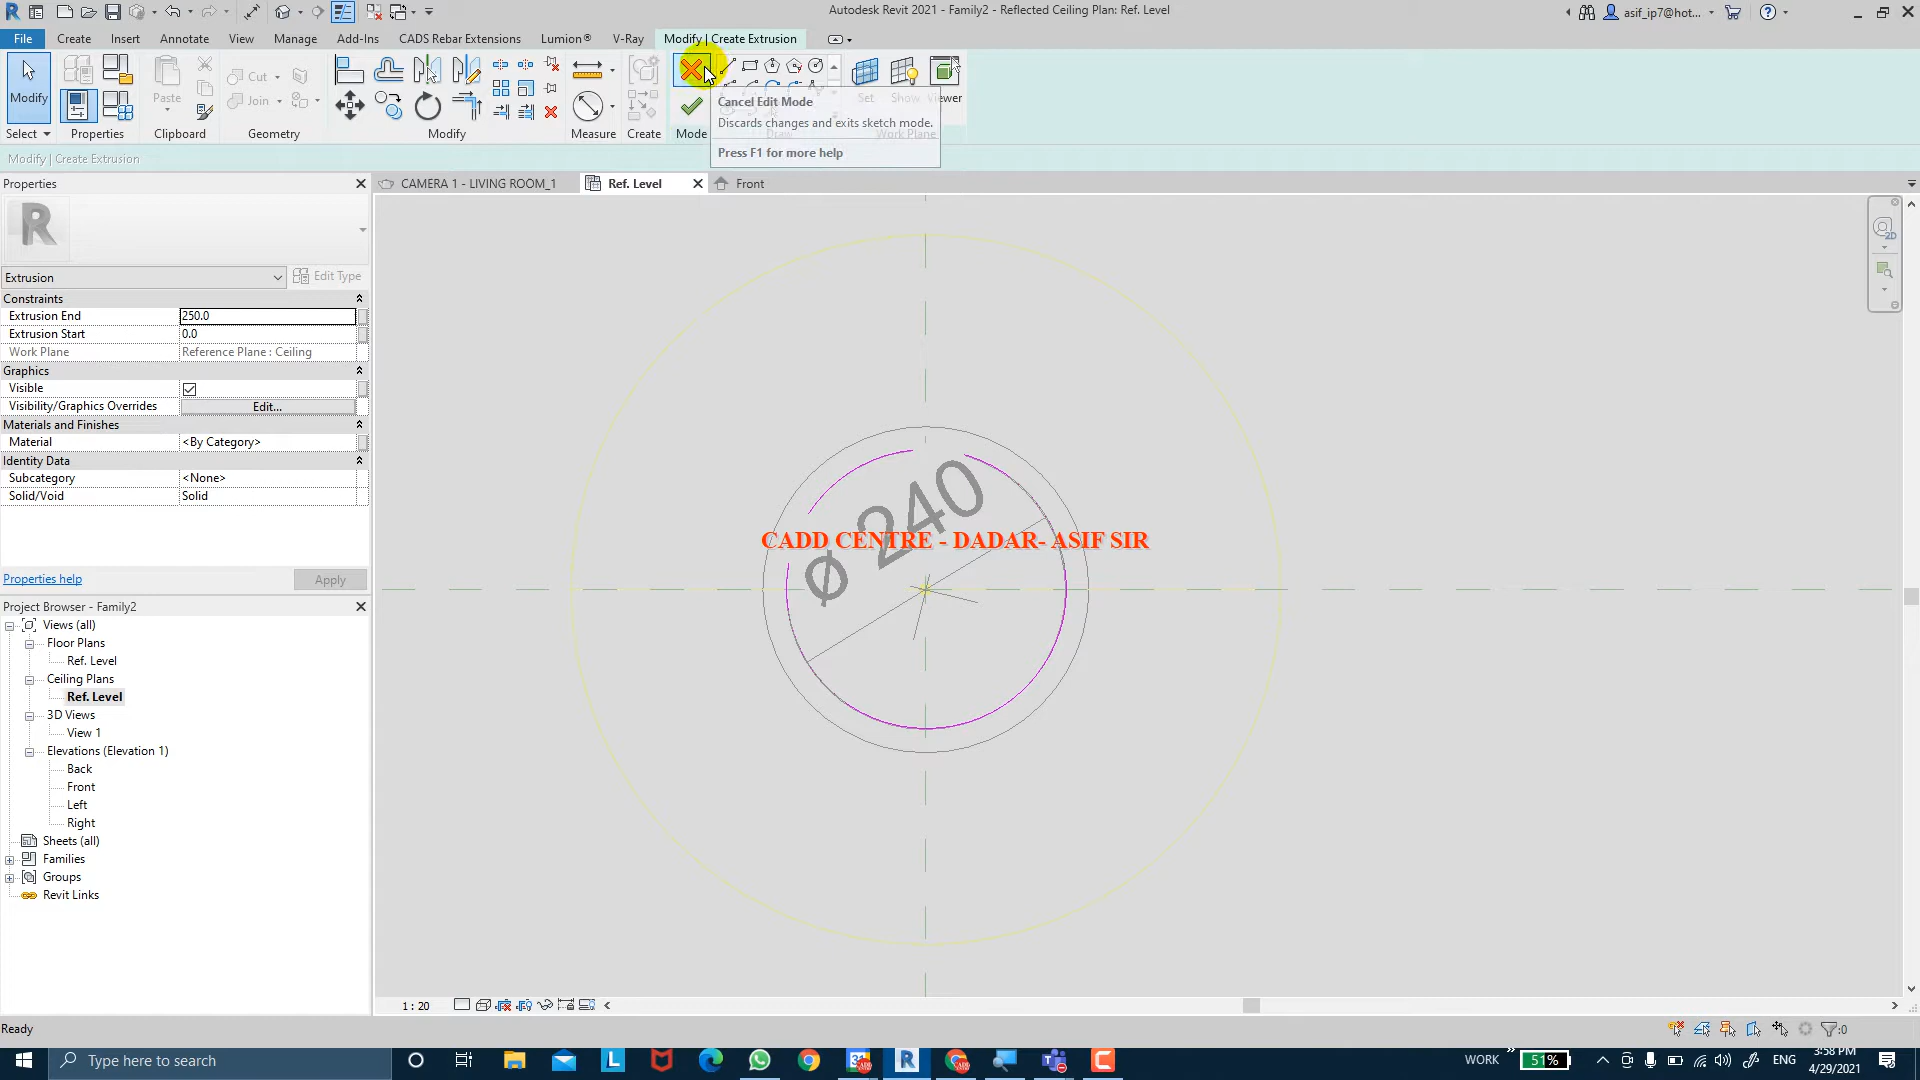 Autodesk Revit 2021 - Family2 - Reflected Ceiling Plan: Ref. Level
asif_ip7@hot...
File Create Insert Annotate View Manage Add-Ins CADS Rebar Extensions Lumion® V-Ray Modify | Create Extrusion
Modify
Paste
Cut
Join
Set Show Viewer
Select Properties Clipboard Geometry Modify Measure Create Mode Draw Work Plane
Cancel Edit Mode
Discards changes and exits sketch mode.
Press F1 for more help
Modify | Create Extrusion
Properties
CAMERA 1 - LIVING ROOM_1
Ref. Level
Front
R
Extrusion
Edit Type
Constraints
Extrusion End 250.0
Extrusion Start 0.0
Work Plane Reference Plane : Ceiling
Graphics
Visible
Visibility/Graphics Overrides Edit...
Materials and Finishes
Material <By Category>
Identity Data
Subcategory <None>
Solid/Void Solid
Properties help
Apply
Project Browser - Family2
Views (all)
Floor Plans
Ref. Level
Ceiling Plans
Ref. Level
3D Views
View 1
Elevations (Elevation 1)
Back
Front
Left
Right
Sheets (all)
Families
Groups
Revit Links
2D
ø 240
CADD CENTRE - DADAR- ASIF SIR
1 : 20
Ready
:0
Type here to search
WORK
51%
ENG
3:58 PM
4/29/2021